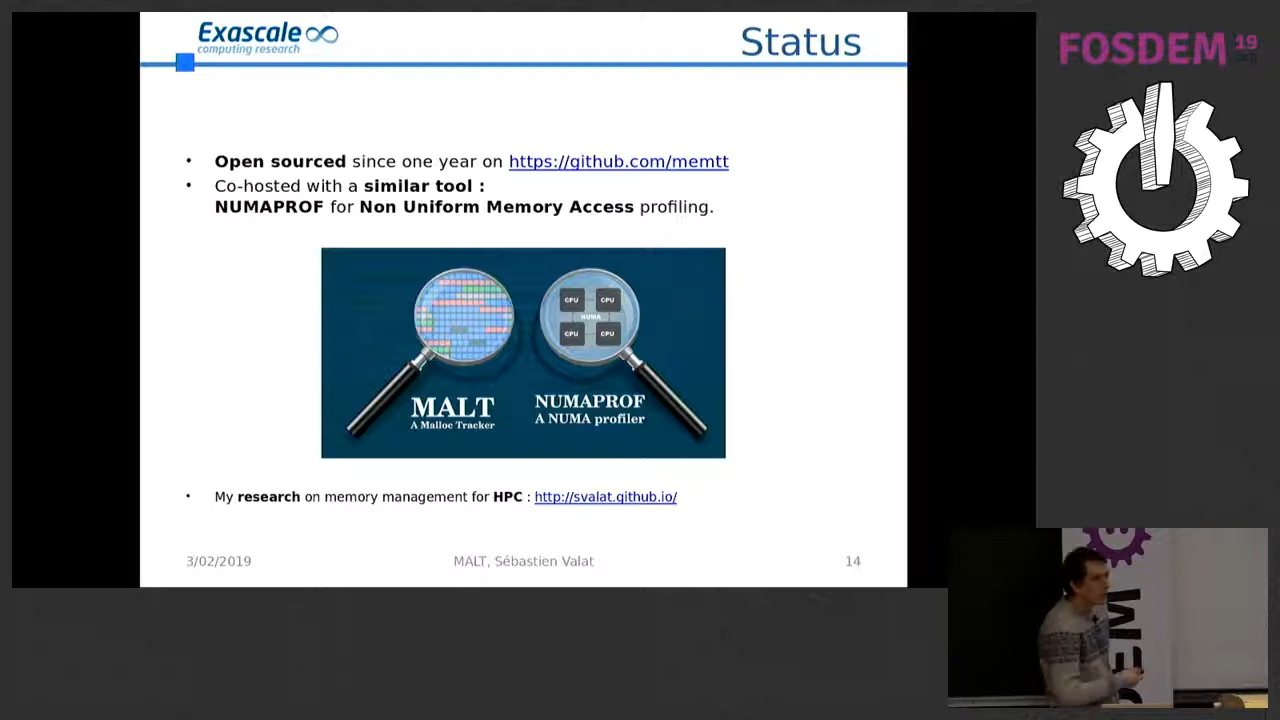 Exascale
computing research
Status
FOSDEM 19
• Open sourced since one year on https://github.com/memtt
• Co-hosted with a similar tool :
NUMAPROF for Non Uniform Memory Access profiling.
CPU CPU
NUMA
CPU CPU
MALT
A Malloc Tracker
NUMAPROF
A NUMA profiler
• My research on memory management for HPC : http://svalat.github.io/
3/02/2019
MALT, Sébastien Valat
14